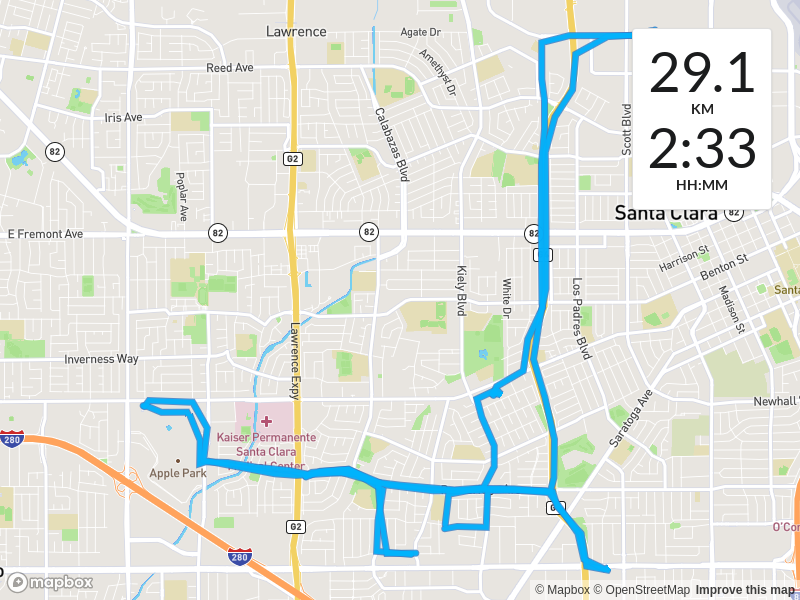 Lawrence
Agate Dr
Reed Ave
Amethyst Dr
29.1
KM
2:33
HH:MM
Iris Ave
Calabazas Blvd
Scott Blvd
82
G2
Poplar Ave
Santa Clara
82
E Fremont Ave
82
82
82
Harrison St
Benton St
Kiely Blvd
White Dr
Los Padres Blvd
Madison St
Santa
Lawrence Expy
Inverness Way
Newhall
Saratoga Ave
Kaiser Permanente
Santa Clara
Medical Center
280
Apple Park
G2
O'Con
280
mapbox
© Mapbox © OpenStreetMap Improve this map